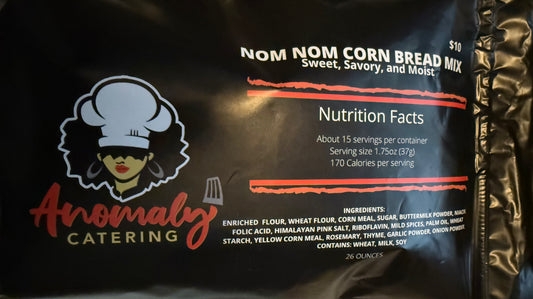 $10
NOM NOM CORN BREAD MIX
Sweet, Savory, and Moist
Nutrition Facts
About 15 servings per container
Serving size 1.75oz (37g)
170 Calories per serving
Anomaly
CATERING
INGREDIENTS:
ENRICHED FLOUR, WHEAT FLOUR, CORN MEAL, SUGAR, BUTTERMILK POWDER, NIACIN,
FOLIC ACID, HIMALAYAN PINK SALT, RIBOFLAVIN, MILD SPICES, PALM OIL, WHEAT
STARCH, YELLOW CORN MEAL, ROSEMARY, THYME, GARLIC POWDER, ONION POWDER.
CONTAINS: WHEAT, MILK, SOY
26 OUNCES